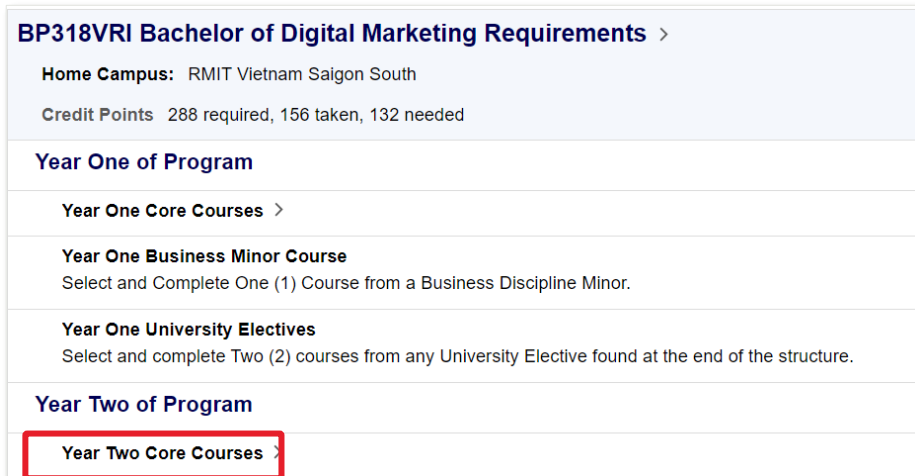 BP318VRI Bachelor of Digital Marketing Requirements
Home Campus: RMIT Vietnam Saigon South
Credit Points 288 required, 156 taken, 132 needed
Year One of Program
Year One Core Courses
Year One Business Minor Course
Select and Complete One (1) Course from a Business Discipline Minor.
Year One University Electives
Select and complete Two (2) courses from any University Elective found at the end of the structure.
Year Two of Program
Year Two Core Courses